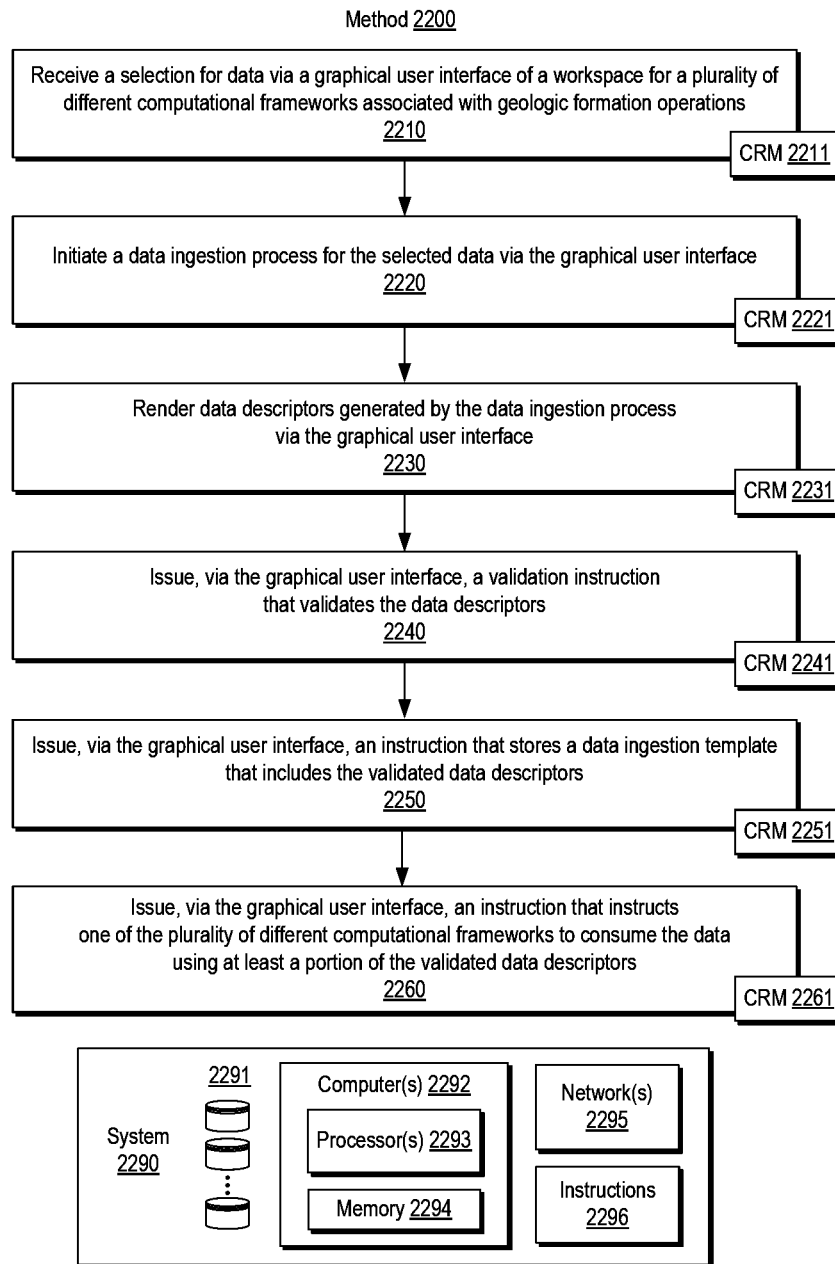 Method 2200
Receive a selection for data via a graphical user interface of a workspace for a plurality of
different computational frameworks associated with geologic formation operations
2210
CRM 2211
Initiate a data ingestion process for the selected data via the graphical user interface
2220
CRM 2221
Render data descriptors generated by the data ingestion process
via the graphical user interface
2230
CRM 2231
Issue, via the graphical user interface, a validation instruction
that validates the data descriptors
2240
CRM 2241
Issue, via the graphical user interface, an instruction that stores a data ingestion template
that includes the validated data descriptors
2250
CRM 2251
Issue, via the graphical user interface, an instruction that instructs
one of the plurality of different computational frameworks to consume the data
using at least a portion of the validated data descriptors
2260
CRM 2261
System
2290
2291
Computer(s) 2292
Processor(s) 2293
Memory 2294
Network(s)
2295
Instructions
2296